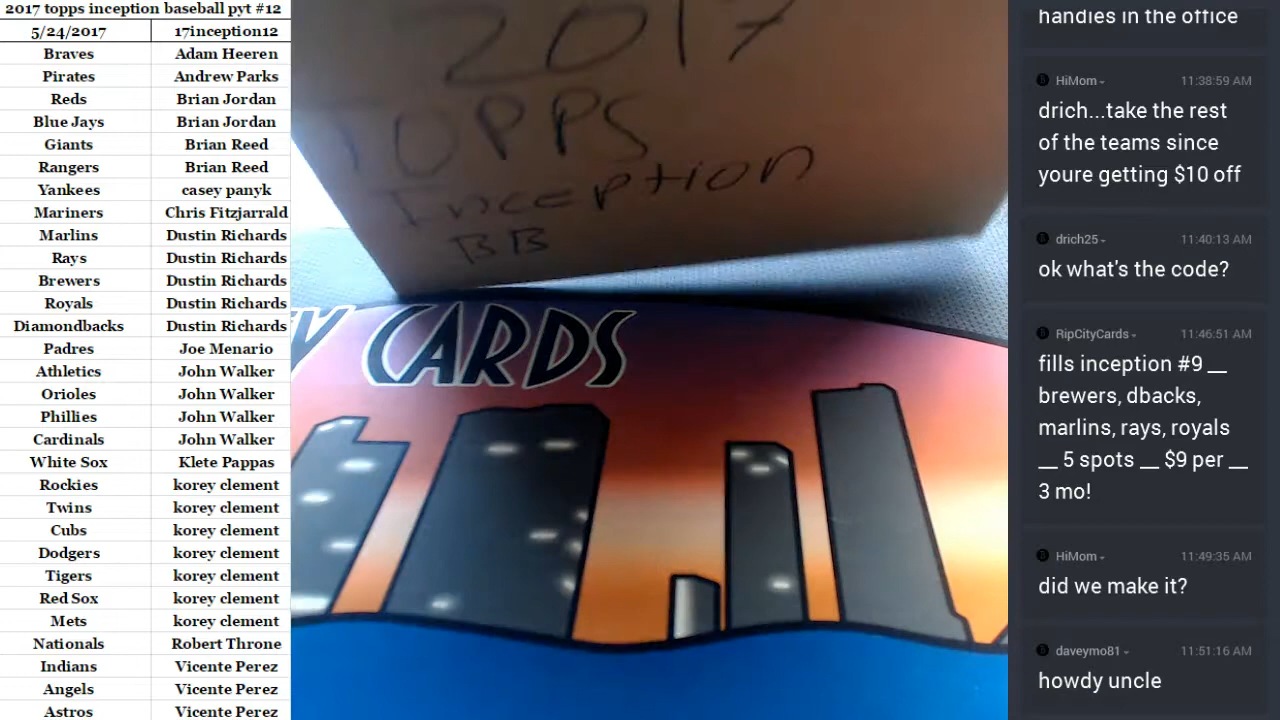 2017 topps inception baseball pyt #12
5/24/2017 17inception12
Braves Adam Heeren
Pirates Andrew Parks
Reds Brian Jordan
Blue Jays Brian Jordan
Giants Brian Reed
Rangers Brian Reed
Yankees casey panyk
Mariners Chris Fitzjarrald
Marlins Dustin Richards
Rays Dustin Richards
Brewers Dustin Richards
Royals Dustin Richards
Diamondbacks Dustin Richards
Padres Joe Menario
Athletics John Walker
Orioles John Walker
Phillies John Walker
Cardinals John Walker
White Sox Klete Pappas
Rockies korey clement
Twins korey clement
Cubs korey clement
Dodgers korey clement
Tigers korey clement
Red Sox korey clement
Mets korey clement
Nationals Robert Throne
Indians Vicente Perez
Angels Vicente Perez
Astros Vicente Perez
2017
TOPPS
Inception
BB
CARDS
handies in the office
HiMom 11:38:59 AM
drich...take the rest
of the teams since
youre getting $10 off
drich25 11:40:13 AM
ok what's the code?
RipCityCards 11:46:51 AM
fills inception #9 __
brewers, dbacks,
marlins, rays, royals
__ 5 spots __ $9 per __
3 mo!
HiMom 11:49:35 AM
did we make it?
daveymo81 11:51:16 AM
howdy uncle